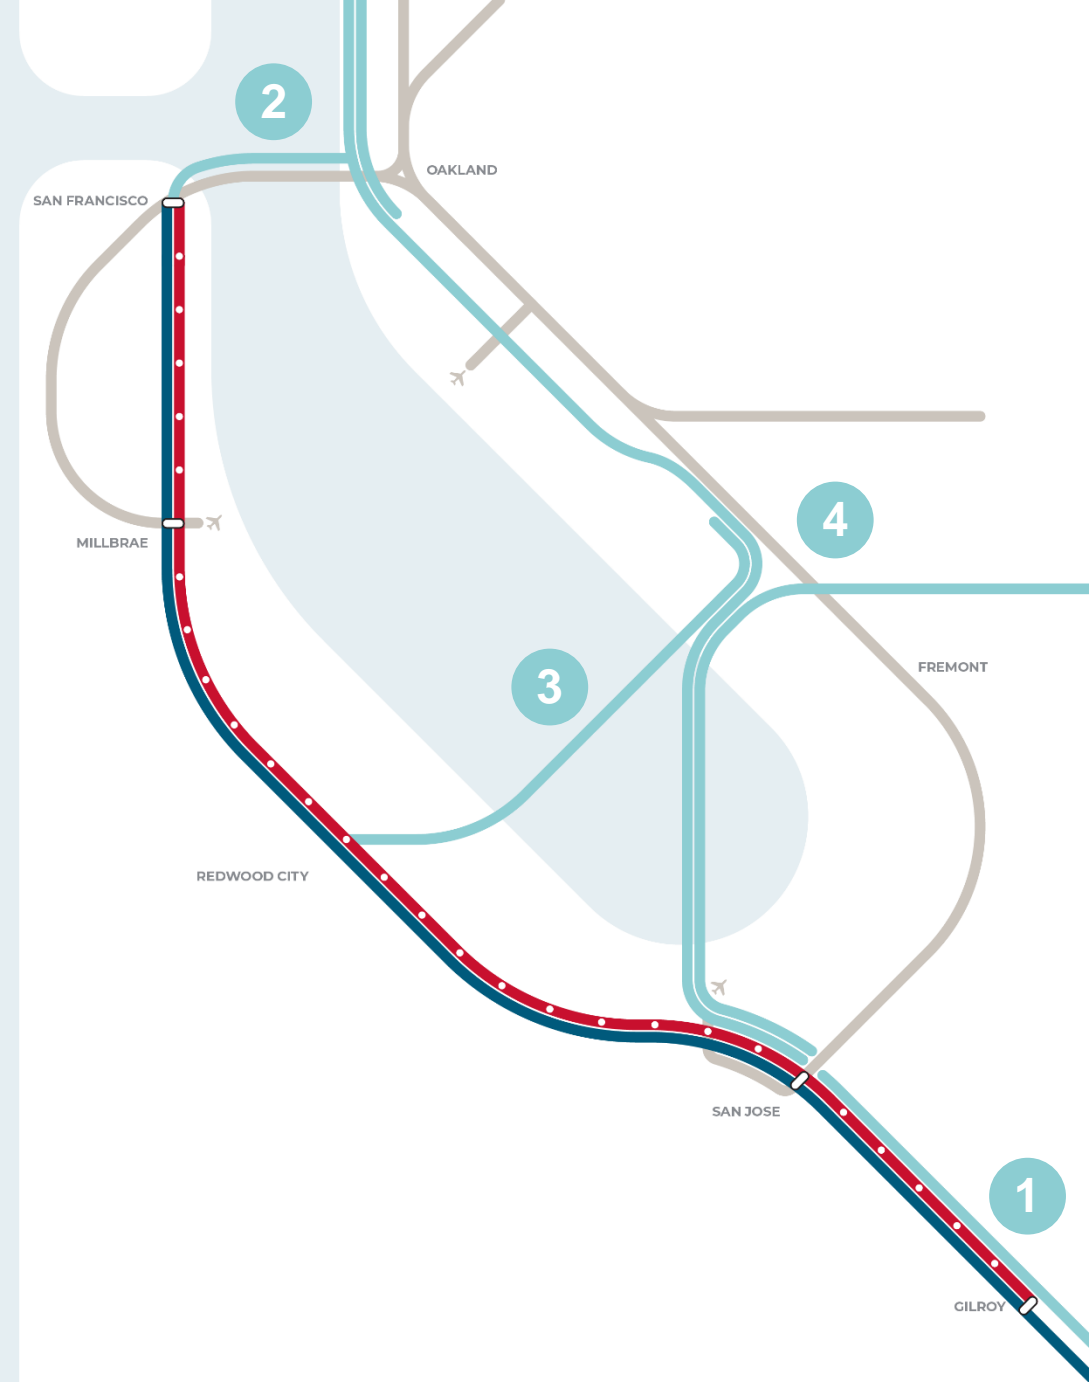 2
OAKLAND
SAN FRANCISCO
4
MILLBRAE
FREMONT
3
REDWOOD CITY
SAN JOSE
1
GILROY